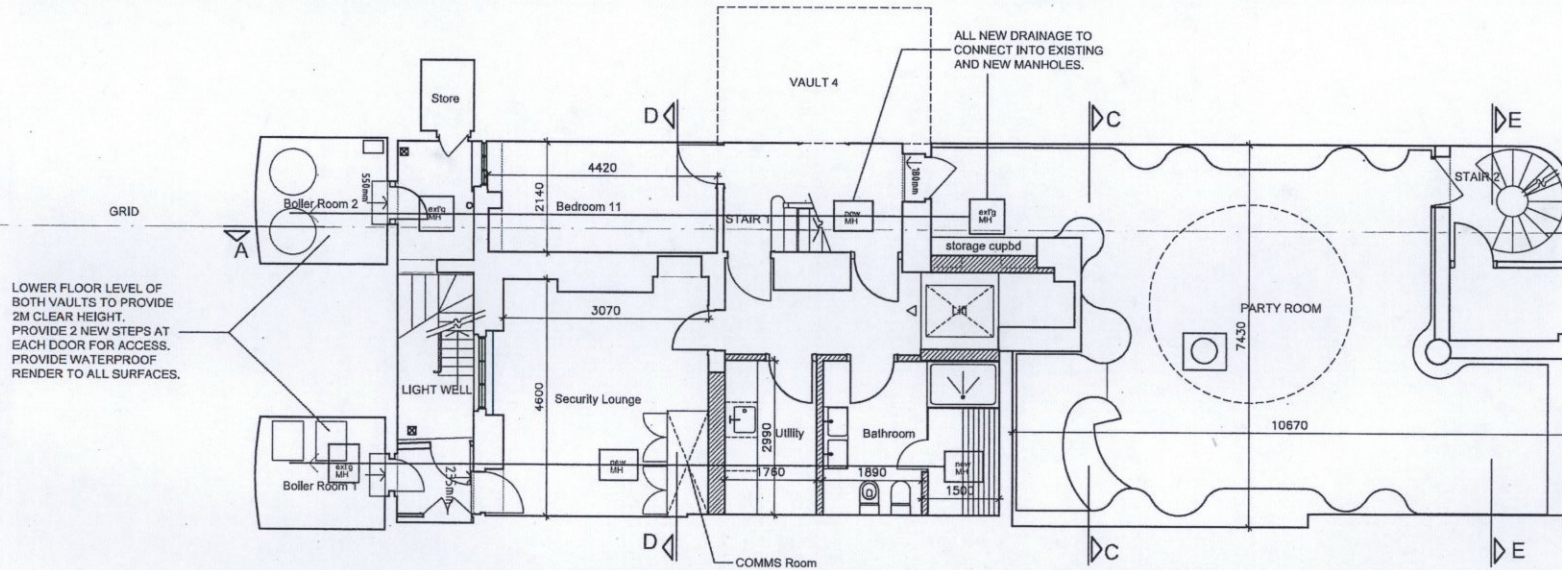 ALL NEW DRAINAGE TO
CONNECT INTO EXISTING
AND NEW MANHOLES.
VAULT 4
Store
D
C
E
4420
180mm
STAIR 2
550mm
Boiler Room 2
ext'g
MH
2140
Bedroom 11
STAIR 1
new
MH
ext'g
MH
GRID
A
storage cupbd
LOWER FLOOR LEVEL OF
BOTH VAULTS TO PROVIDE
2M CLEAR HEIGHT.
PROVIDE 2 NEW STEPS AT
EACH DOOR FOR ACCESS.
PROVIDE WATERPROOF
RENDER TO ALL SURFACES.
3070
Lift
PARTY ROOM
7430
LIGHT WELL
4600
Security Lounge
2990
Utility
Bathroom
10670
ext'g
MH
Boiler Room 1
235mm
new
MH
1760
1890
new
MH
1500
D
C
E
COMMS Room